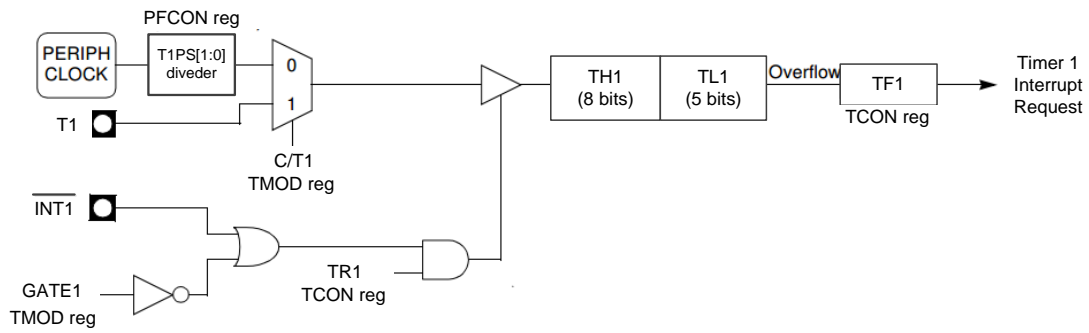 PFCON reg
PERIPH
CLOCK
T1PS[1:0]
diveder
0
1
T1
C/T1
TMOD reg
TH1
(8 bits)
TL1
(5 bits)
Overflow
TF1
TCON reg
Timer 1
Interrupt
Request
INT1
GATE1
TMOD reg
TR1
TCON reg